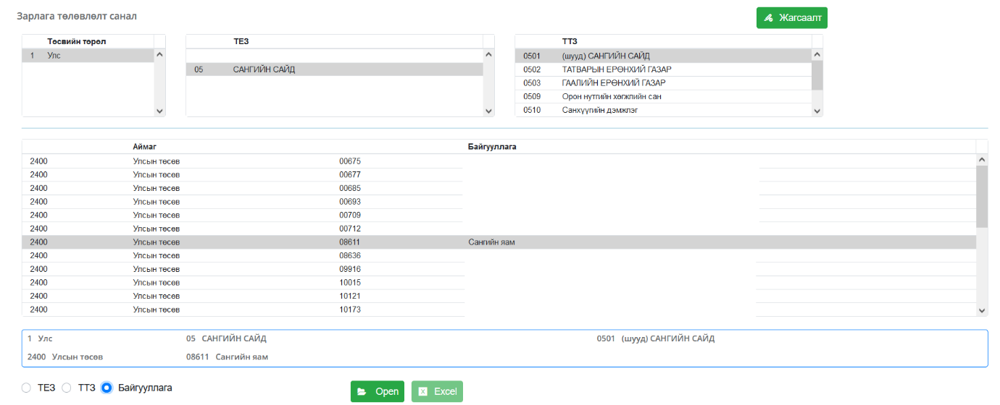 Зарлага төлөвлөлт санал
Жагсаалт
Төсвийн төрөл
1 Улс
ТЕЗ
05 САНГИЙН САЙД
ТТЗ
0501 (шууд) САНГИЙН САЙД
0502 ТАТВАРЫН ЕРӨНХИЙ ГАЗАР
0503 ГААЛИЙН ЕРӨНХИЙ ГАЗАР
0509 Орон нутгийн хөгжлийн сан
0510 Санхүүгийн дэмжлэг
Аймаг Байгууллага
2400 Улсын төсөв 00675
2400 Улсын төсөв 00677
2400 Улсын төсөв 00685
2400 Улсын төсөв 00693
2400 Улсын төсөв 00709
2400 Улсын төсөв 00712
2400 Улсын төсөв 08611 Сангийн яам
2400 Улсын төсөв 08636
2400 Улсын төсөв 09916
2400 Улсын төсөв 10015
2400 Улсын төсөв 10121
2400 Улсын төсөв 10173
1 Улс 05 САНГИЙН САЙД 0501 (шууд) САНГИЙН САЙД
2400 Улсын төсөв 08611 Сангийн яам
ТЕЗ ТТЗ Байгууллага Open Excel